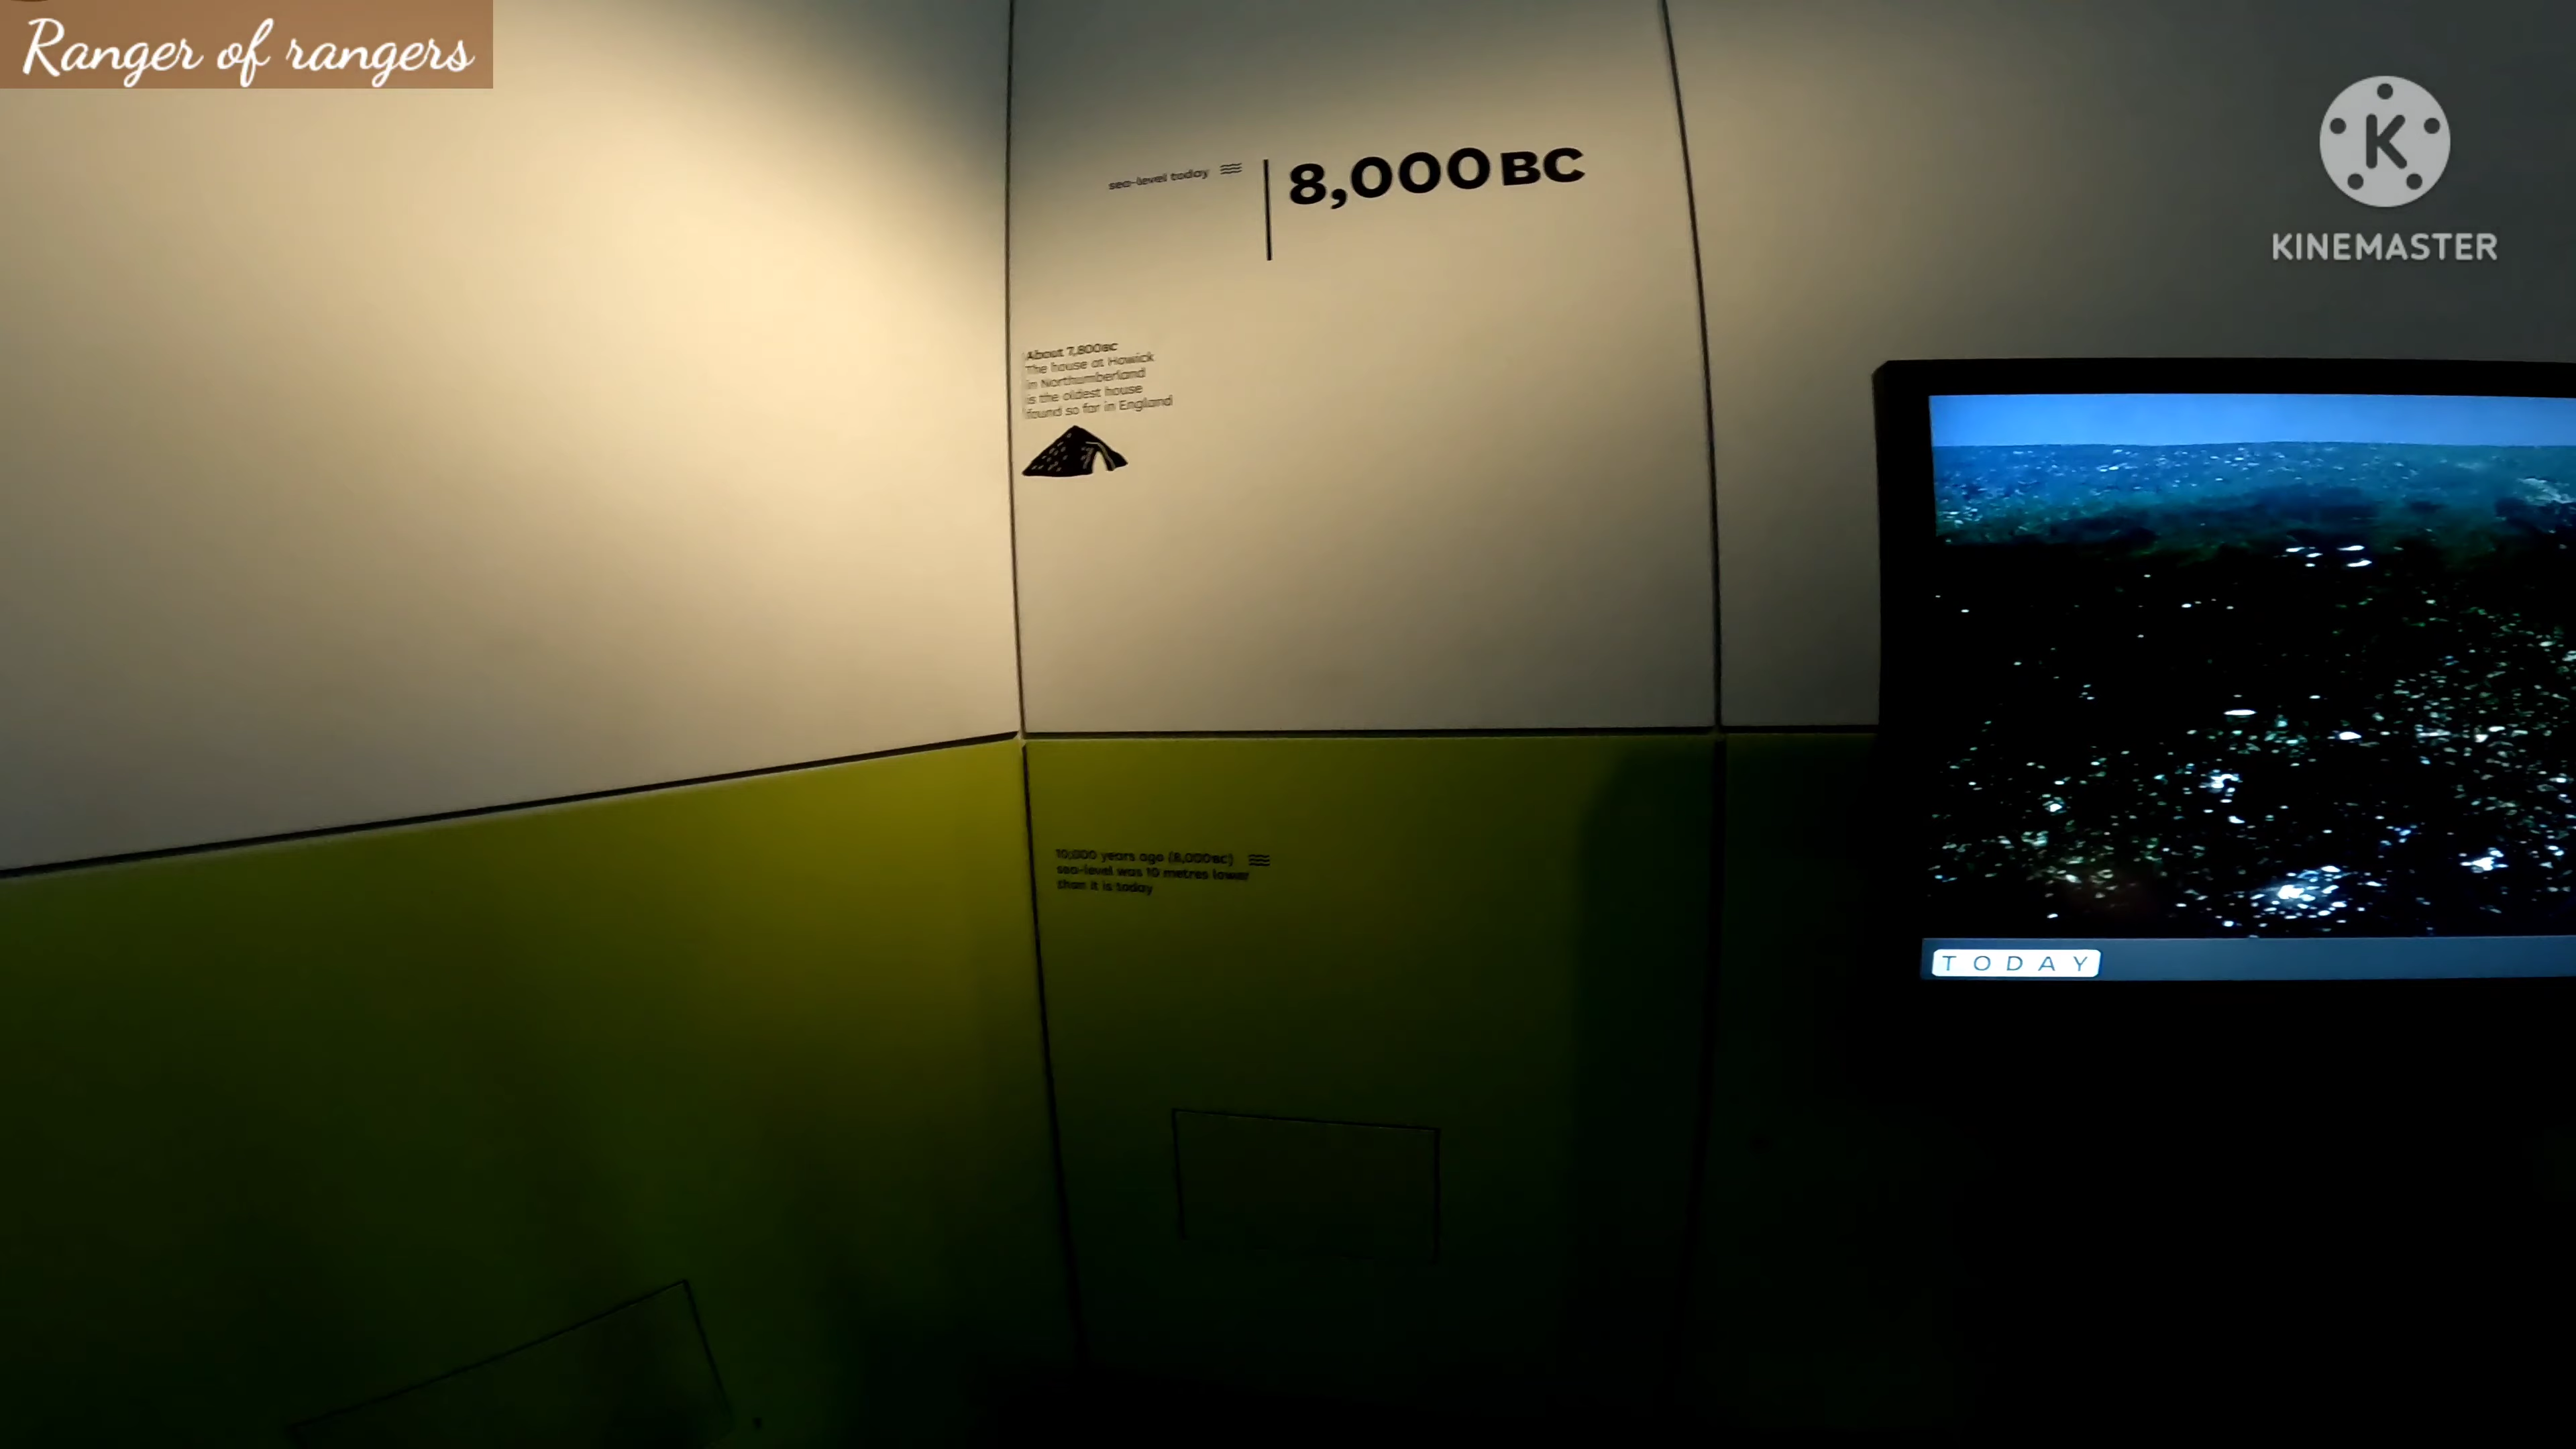 Ranger of rangers
KINEMASTER
sea-level today
8,000BC
About 7,800BC
The house at Howick
in Northumberland
is the oldest house
found so far in England
10,000 years ago (8,000BC)
sea-level was 10 metres lower
than it is today
TODAY